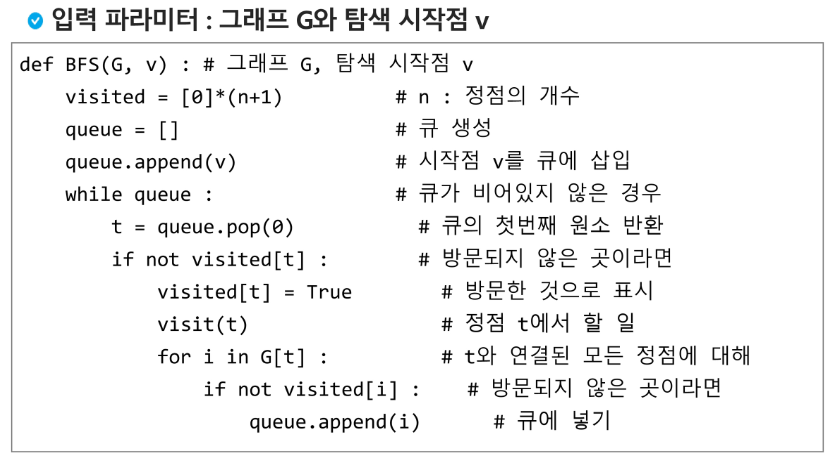 입력 파라미터 : 그래프 G와 탐색 시작점 v
def BFS(G, v) : # 그래프 G, 탐색 시작점 v
    visited = [0]*(n+1)          # n : 정점의 개수
    queue = []                   # 큐 생성
    queue.append(v)              # 시작점 v를 큐에 삽입
    while queue :                # 큐가 비어있지 않은 경우
        t = queue.pop(0)           # 큐의 첫번째 원소 반환
        if not visited[t] :        # 방문되지 않은 곳이라면
            visited[t] = True        # 방문한 것으로 표시
            visit(t)                 # 정점 t에서 할 일
            for i in G[t] :          # t와 연결된 모든 정점에 대해
                if not visited[i] :    # 방문되지 않은 곳이라면
                    queue.append(i)      # 큐에 넣기